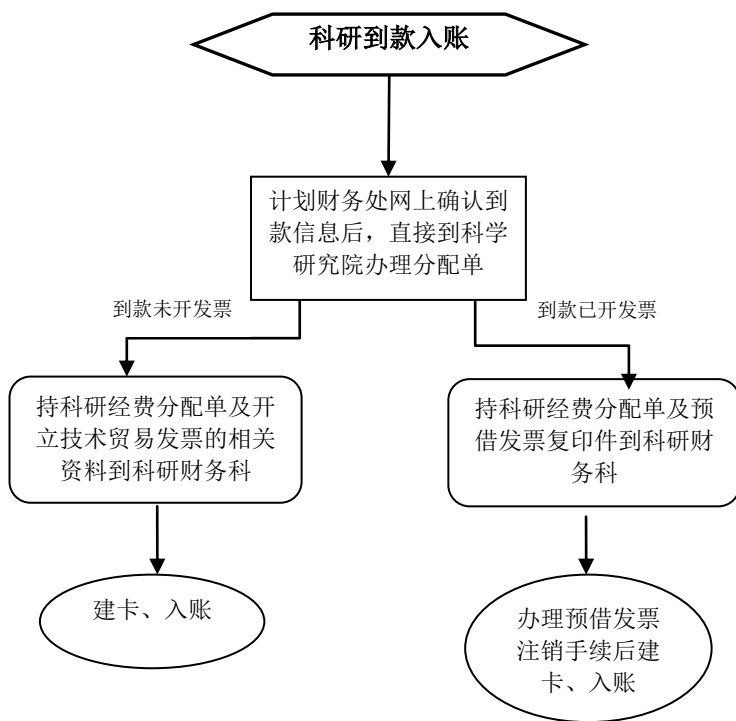 科研到款入账
计划财务处网上确认到
款信息后，直接到科学
研究院办理分配单
到款未开发票
到款已开发票
持科研经费分配单及开
立技术贸易发票的相关
资料到科研财务科
持科研经费分配单及预
借发票复印件到科研财
务科
建卡、入账
办理预借发票
注销手续后建
卡、入账